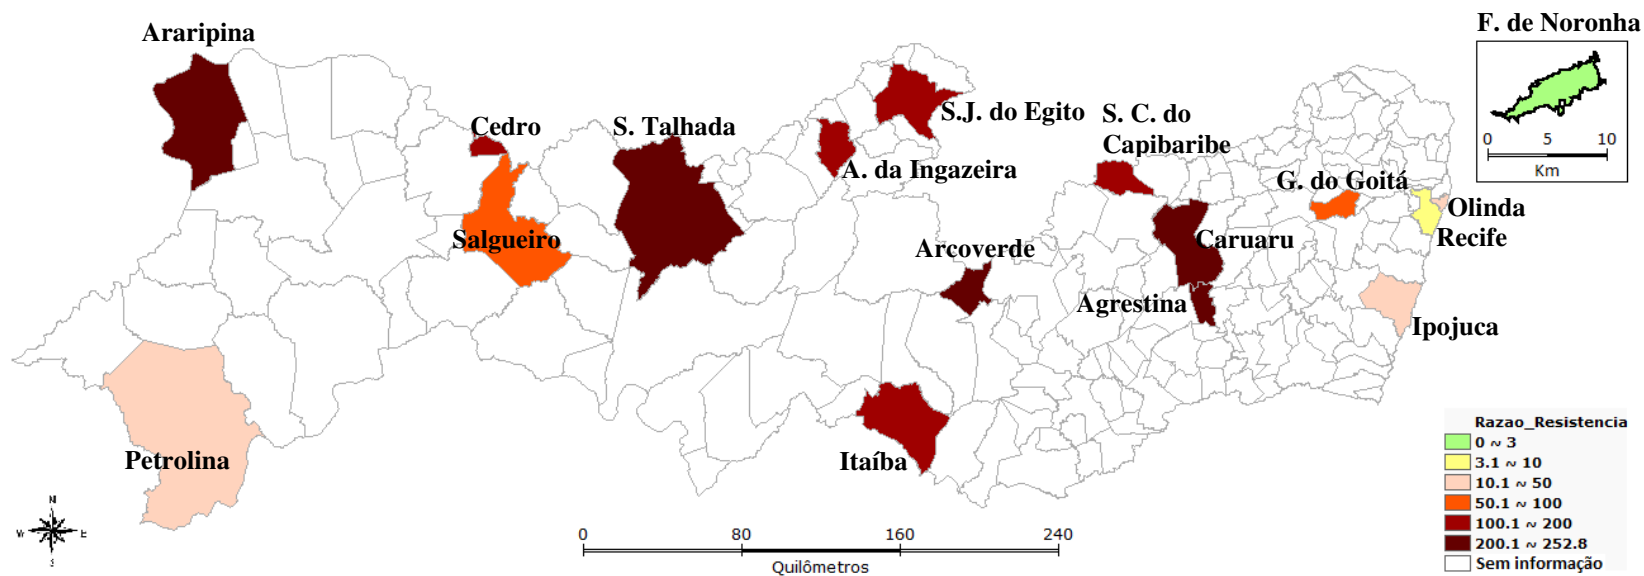 F. de Noronha
0 5 10
Km
Araripina
Cedro
S. Talhada
S.J. do Egito
A. da Ingazeira
S. C. do
Capibaribe
G. do Goitá
Olinda
Recife
Salgueiro
Arcoverde
Caruaru
Agrestina
Ipojuca
Petrolina
Itaíba
N
W E
S
0 80 160 240
Quilômetros
Razao_Resistencia
0 ~ 3
3.1 ~ 10
10.1 ~ 50
50.1 ~ 100
100.1 ~ 200
200.1 ~ 252.8
Sem informação